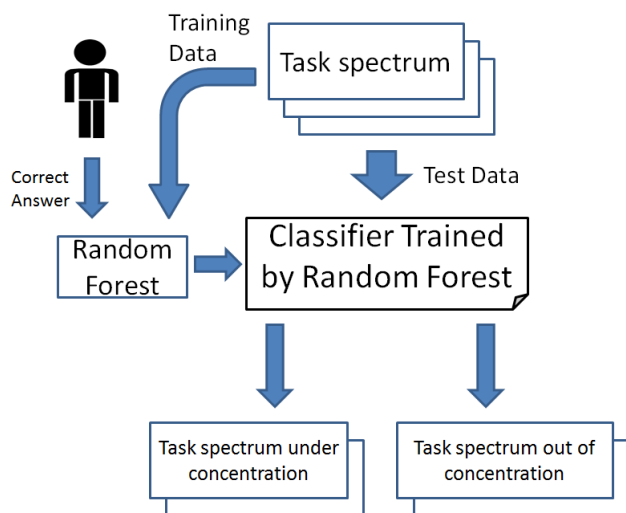 Training
Data
Task spectrum
Correct
Answer
Test Data
Random
Forest
Classifier Trained
by Random Forest
Task spectrum under
concentration
Task spectrum out of
concentration